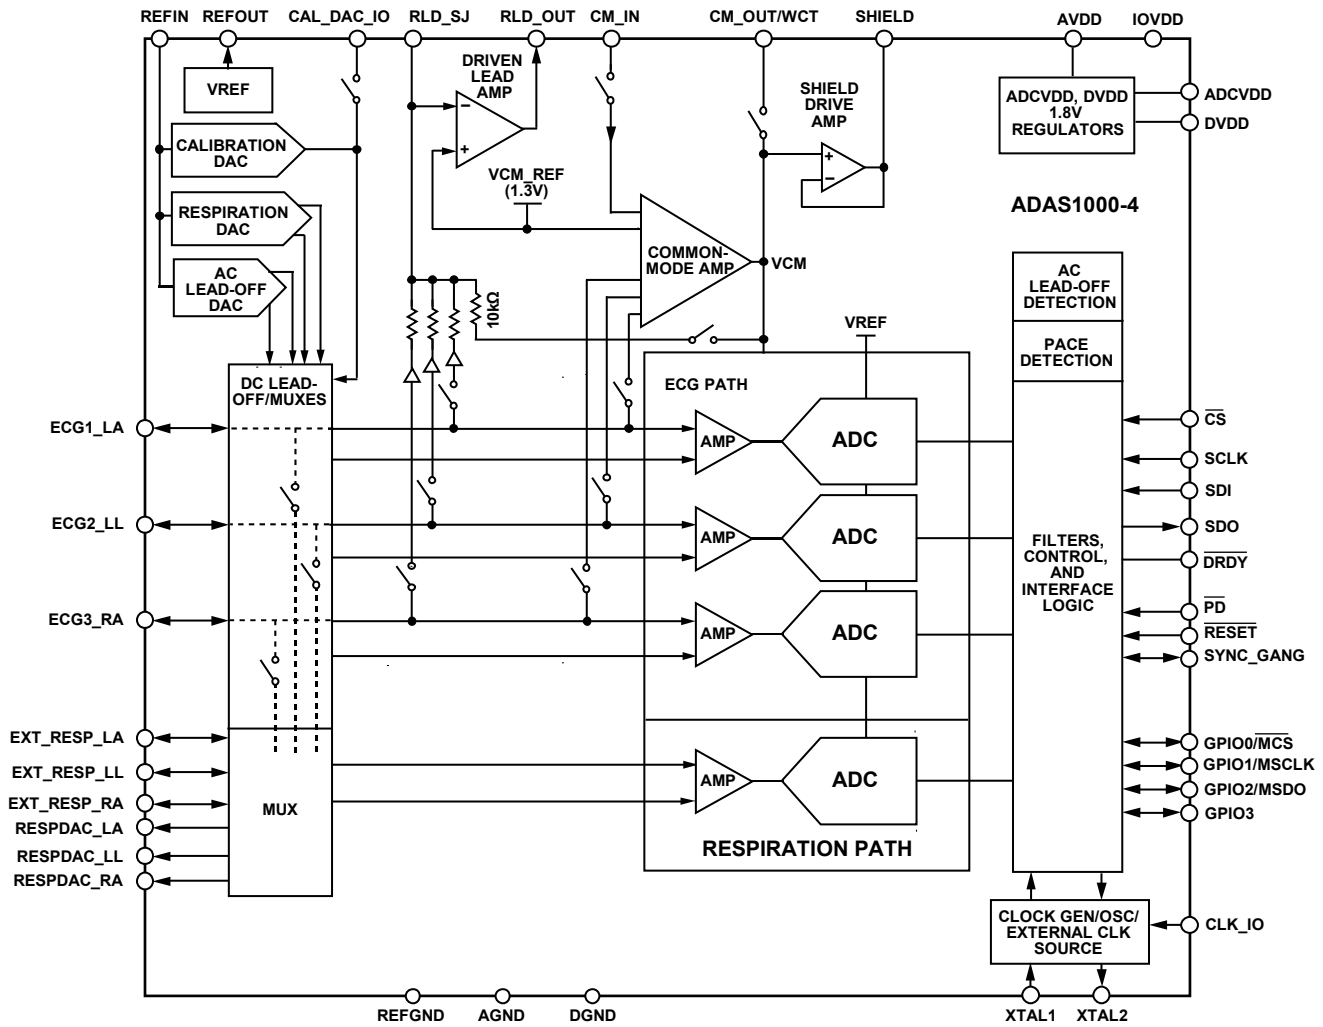 REFIN REFOUT CAL_DAC_IO RLD_SJ RLD_OUT CM_IN CM_OUT/WCT SHIELD AVDD IOVDD
VREF
DRIVEN
LEAD
AMP
−
+
SHIELD
DRIVE
AMP
+
−
ADCVDD, DVDD
1.8V
REGULATORS
ADCVDD
DVDD
CALIBRATION
DAC
VCM_REF
(1.3V)
RESPIRATION
DAC
ADAS1000-4
COMMON-
MODE AMP
VCM
AC
LEAD-OFF
DAC
10kΩ
AC
LEAD-OFF
DETECTION
VREF
PACE
DETECTION
DC LEAD-
OFF/MUXES
ECG PATH
ECG1_LA
AMP
ADC
CS
SCLK
SDI
ECG2_LL
AMP
ADC
SDO
FILTERS,
CONTROL,
AND
INTERFACE
LOGIC
DRDY
ECG3_RA
AMP
ADC
PD
RESET
SYNC_GANG
EXT_RESP_LA
EXT_RESP_LL
EXT_RESP_RA
RESPDAC_LA
RESPDAC_LL
RESPDAC_RA
MUX
AMP
ADC
RESPIRATION PATH
GPIO0/MCS
GPIO1/MSCLK
GPIO2/MSDO
GPIO3
CLOCK GEN/OSC/
EXTERNAL CLK
SOURCE
CLK_IO
REFGND AGND DGND XTAL1 XTAL2